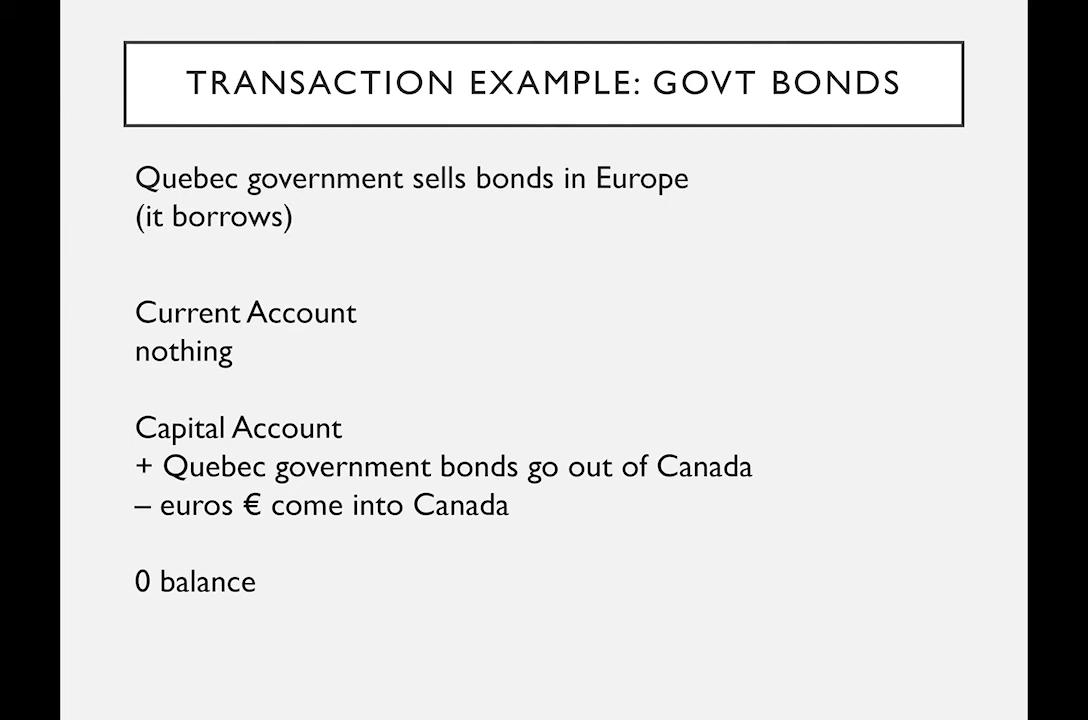 TRANSACTION EXAMPLE: GOVT BONDS
Quebec government sells bonds in Europe
(it borrows)
Current Account
nothing
Capital Account
+ Quebec government bonds go out of Canada
– euros € come into Canada
0 balance